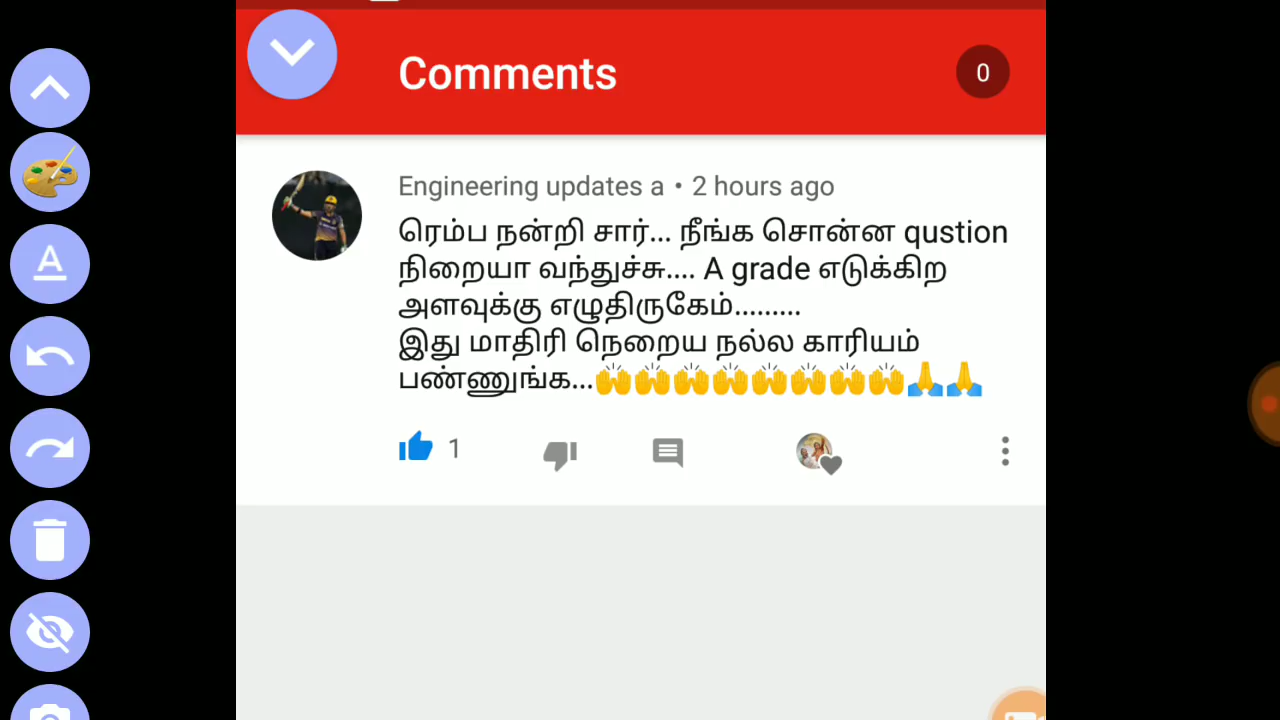 Comments
0
Engineering updates a • 2 hours ago
ரெம்ப நன்றி சார்... நீங்க சொன்ன qustion
நிறையா வந்துச்சு.... A grade எடுக்கிற
அளவுக்கு எழுதிருகேம்.........
இது மாதிரி நெறைய நல்ல காரியம்
பண்ணுங்க...🙌🙌🙌🙌🙌🙌🙌🙌🙏🙏
1
A